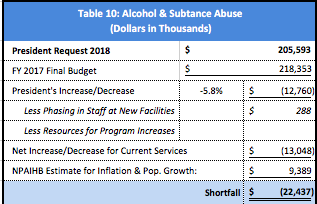 Table 10: Alcohol & Subtance Abuse
(Dollars in Thousands)
President Request 2018 $ 205,593
FY 2017 Final Budget $ 218,353
President's Increase/Decrease -5.8% $ (12,760)
Less Phasing in Staff at New Facilities $ 288
Less Resources for Program Increases
Net Increase/Decrease for Current Services $ (13,048)
NPAIHB Estimate for Inflation & Pop. Growth: $ 9,389
Shortfall $ (22,437)